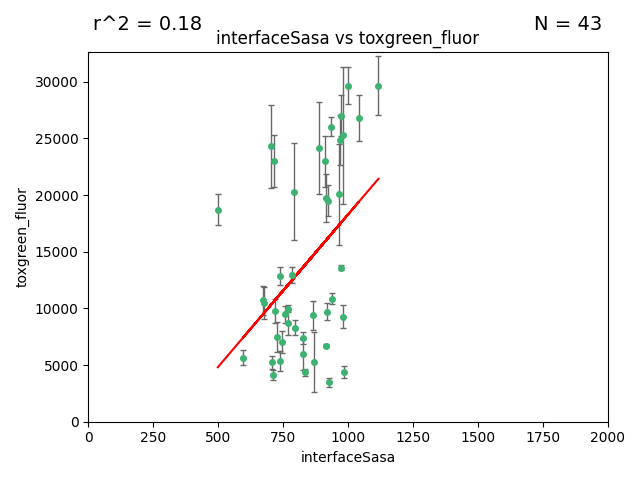 r^2 = 0.18
N = 43
interfaceSasa vs toxgreen_fluor
30000
25000
20000
15000
10000
5000
0
toxgreen_fluor
0 250 500 750 1000 1250 1500 1750 2000
interfaceSasa